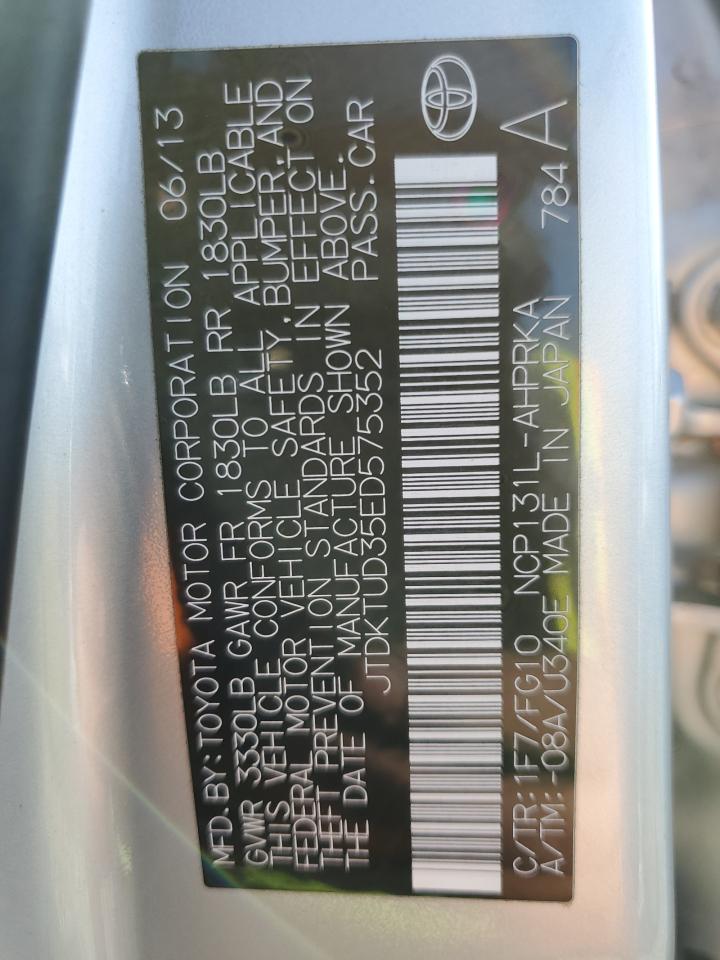 MFD.BY:TOYOTA MOTOR CORPORATION 06/13
GVWR 3330LB GAWR FR 1830LB RR 1830LB
THIS VEHICLE CONFORMS TO ALL APPLICABLE
FEDERAL MOTOR VEHICLE SAFETY, BUMPER, AND
THEFT PREVENTION STANDARDS IN EFFECT ON
THE DATE OF MANUFACTURE SHOWN ABOVE.
JTDKTUD35ED575352 PASS.CAR
C/TR:1F7/FG10 NCP131L-AHPRKA 784 A
A/TM:-08A/U340E MADE IN JAPAN